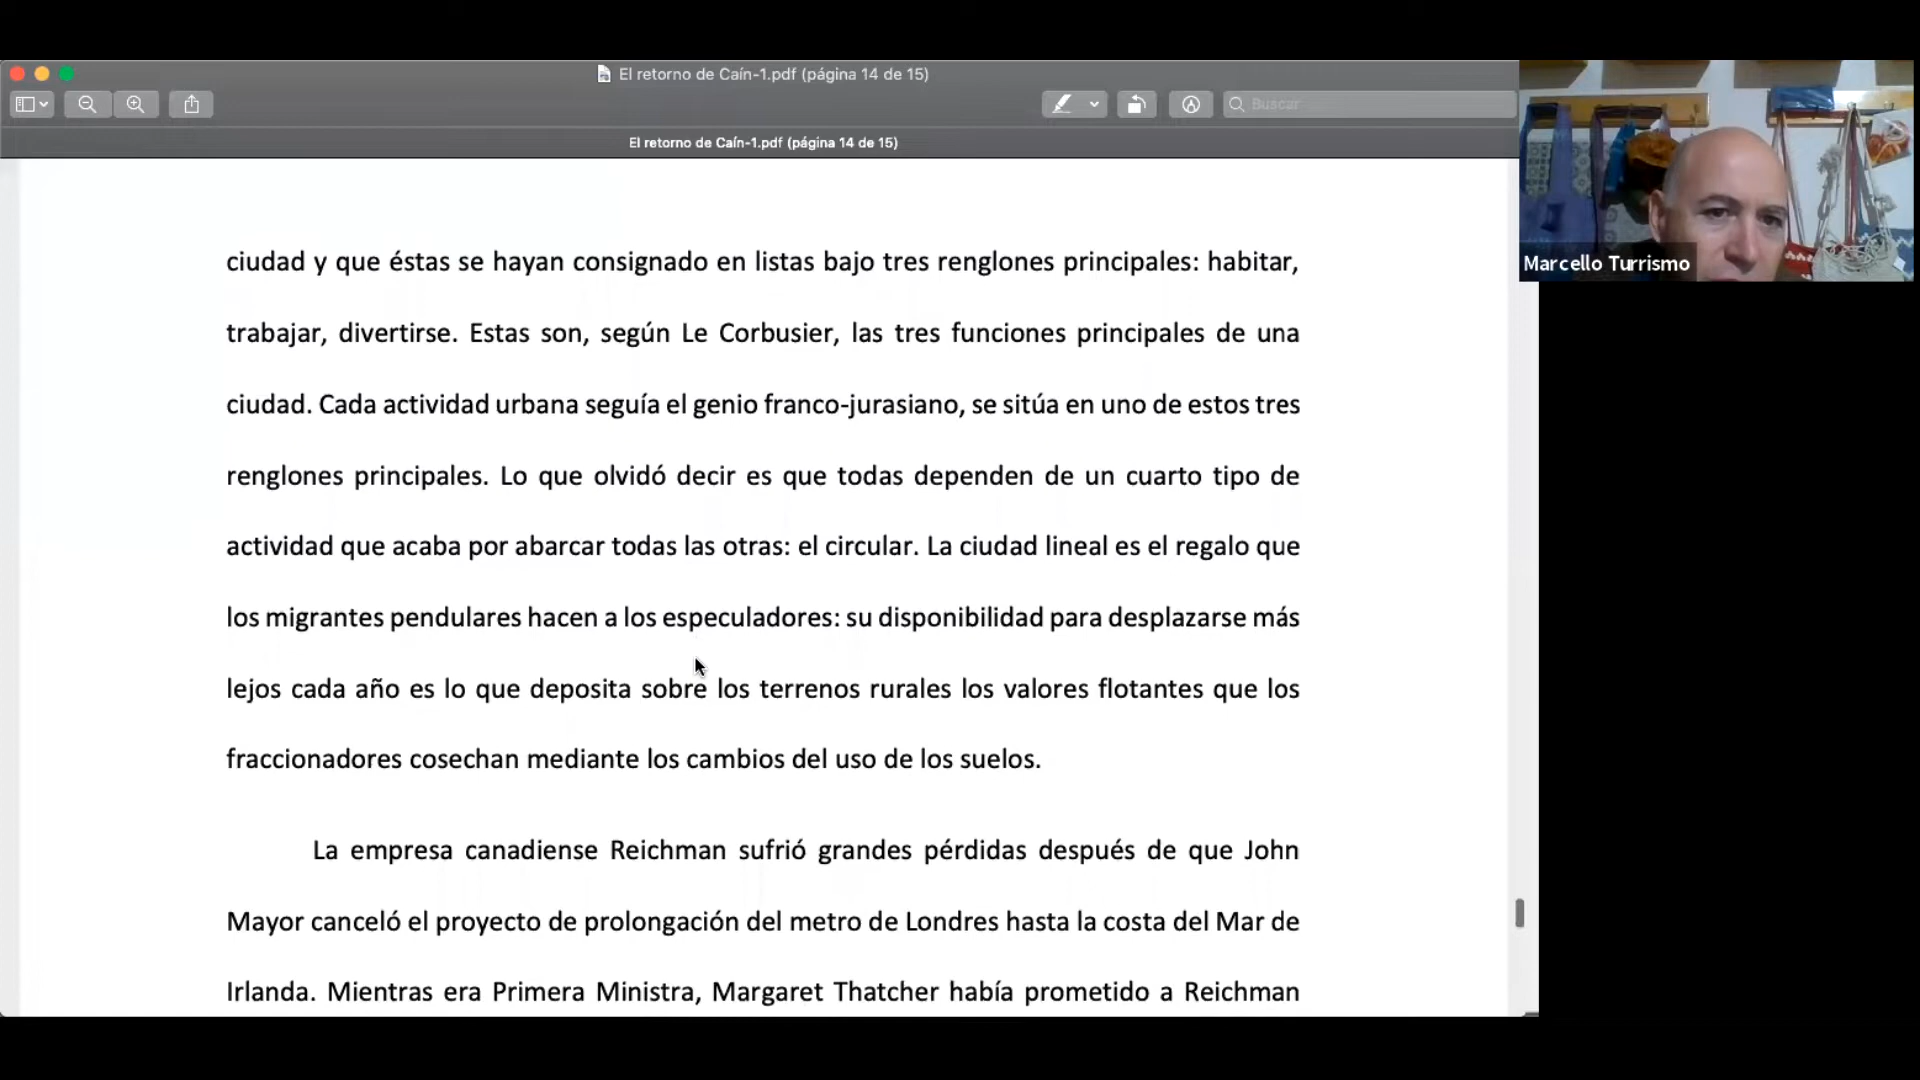 El retorno de Caín-1.pdf (página 14 de 15)
Buscar
El retorno de Caín-1.pdf (página 14 de 15)
Marcello Turrismo
ciudad y que éstas se hayan consignado en listas bajo tres renglones principales: habitar,
trabajar, divertirse. Estas son, según Le Corbusier, las tres funciones principales de una
ciudad. Cada actividad urbana seguía el genio franco-jurasiano, se sitúa en uno de estos tres
renglones principales. Lo que olvidó decir es que todas dependen de un cuarto tipo de
actividad que acaba por abarcar todas las otras: el circular. La ciudad lineal es el regalo que
los migrantes pendulares hacen a los especuladores: su disponibilidad para desplazarse más
lejos cada año es lo que deposita sobre los terrenos rurales los valores flotantes que los
fraccionadores cosechan mediante los cambios del uso de los suelos.
La empresa canadiense Reichman sufrió grandes pérdidas después de que John
Mayor canceló el proyecto de prolongación del metro de Londres hasta la costa del Mar de
Irlanda. Mientras era Primera Ministra, Margaret Thatcher había prometido a Reichman